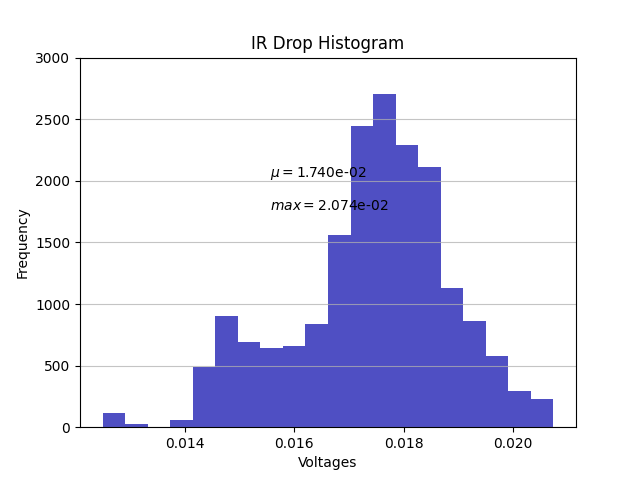 IR Drop Histogram
3000
2500
2000
1500
1000
500
0
Frequency
μ = 1.740e-02
max = 2.074e-02
0.014 0.016 0.018 0.020
Voltages